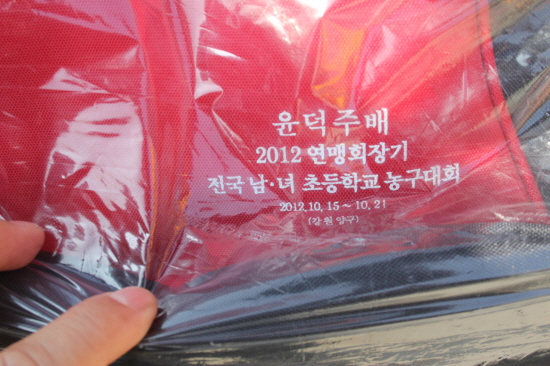 윤덕주배
2012 연맹회장기
전국 남·녀 초등학교 농구대회
2012.10. 15 ~ 10. 21
(강원 양구)